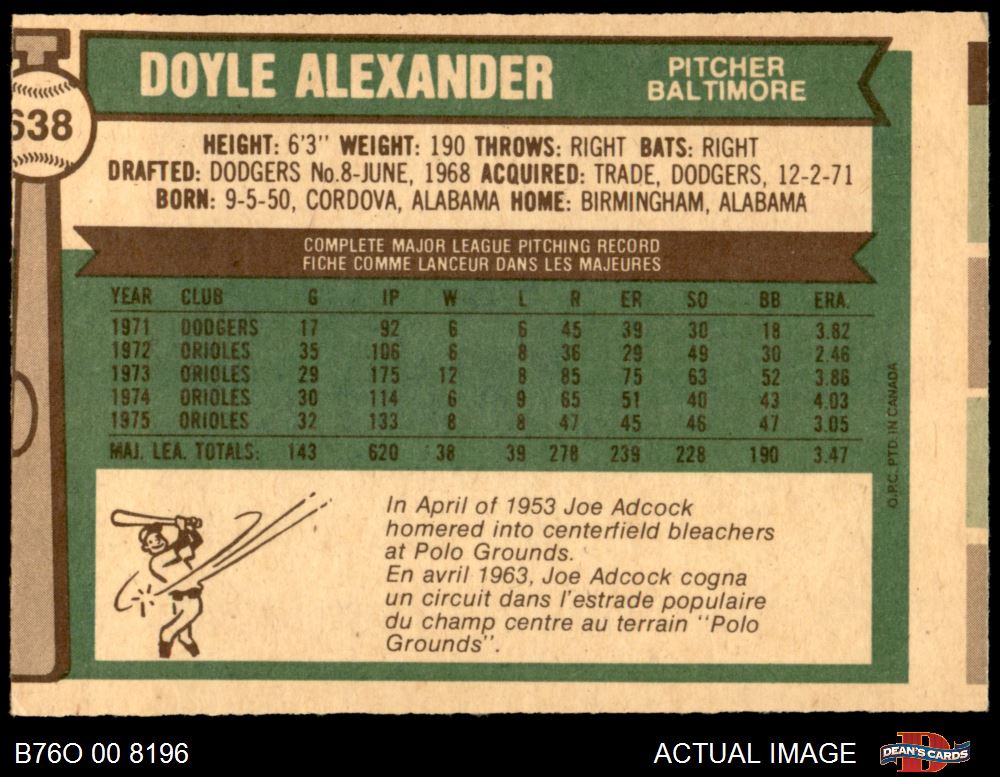 638
DOYLE ALEXANDER
PITCHER
BALTIMORE
HEIGHT: 6'3" WEIGHT: 190 THROWS: RIGHT BATS: RIGHT
DRAFTED: DODGERS No.8-JUNE, 1968 ACQUIRED: TRADE, DODGERS, 12-2-71
BORN: 9-5-50, CORDOVA, ALABAMA HOME: BIRMINGHAM, ALABAMA
COMPLETE MAJOR LEAGUE PITCHING RECORD
FICHE COMME LANCEUR DANS LES MAJEURES
YEAR CLUB G IP W L R ER SO BB ERA.
1971 DODGERS 17 92 6 6 45 39 30 18 3.82
1972 ORIOLES 35 106 6 8 36 29 49 30 2.46
1973 ORIOLES 29 175 12 8 85 75 63 52 3.86
1974 ORIOLES 30 114 6 9 65 51 40 43 4.03
1975 ORIOLES 32 133 8 8 47 45 46 47 3.05
MAJ. LEA. TOTALS: 143 620 38 39 278 239 228 190 3.47
O.P.C. PTD. IN CANADA
In April of 1953 Joe Adcock
homered into centerfield bleachers
at Polo Grounds.
En avril 1963, Joe Adcock cogna
un circuit dans l'estrade populaire
du champ centre au terrain "Polo
Grounds".
B76O 00 8196
ACTUAL IMAGE
DEAN'S CARDS